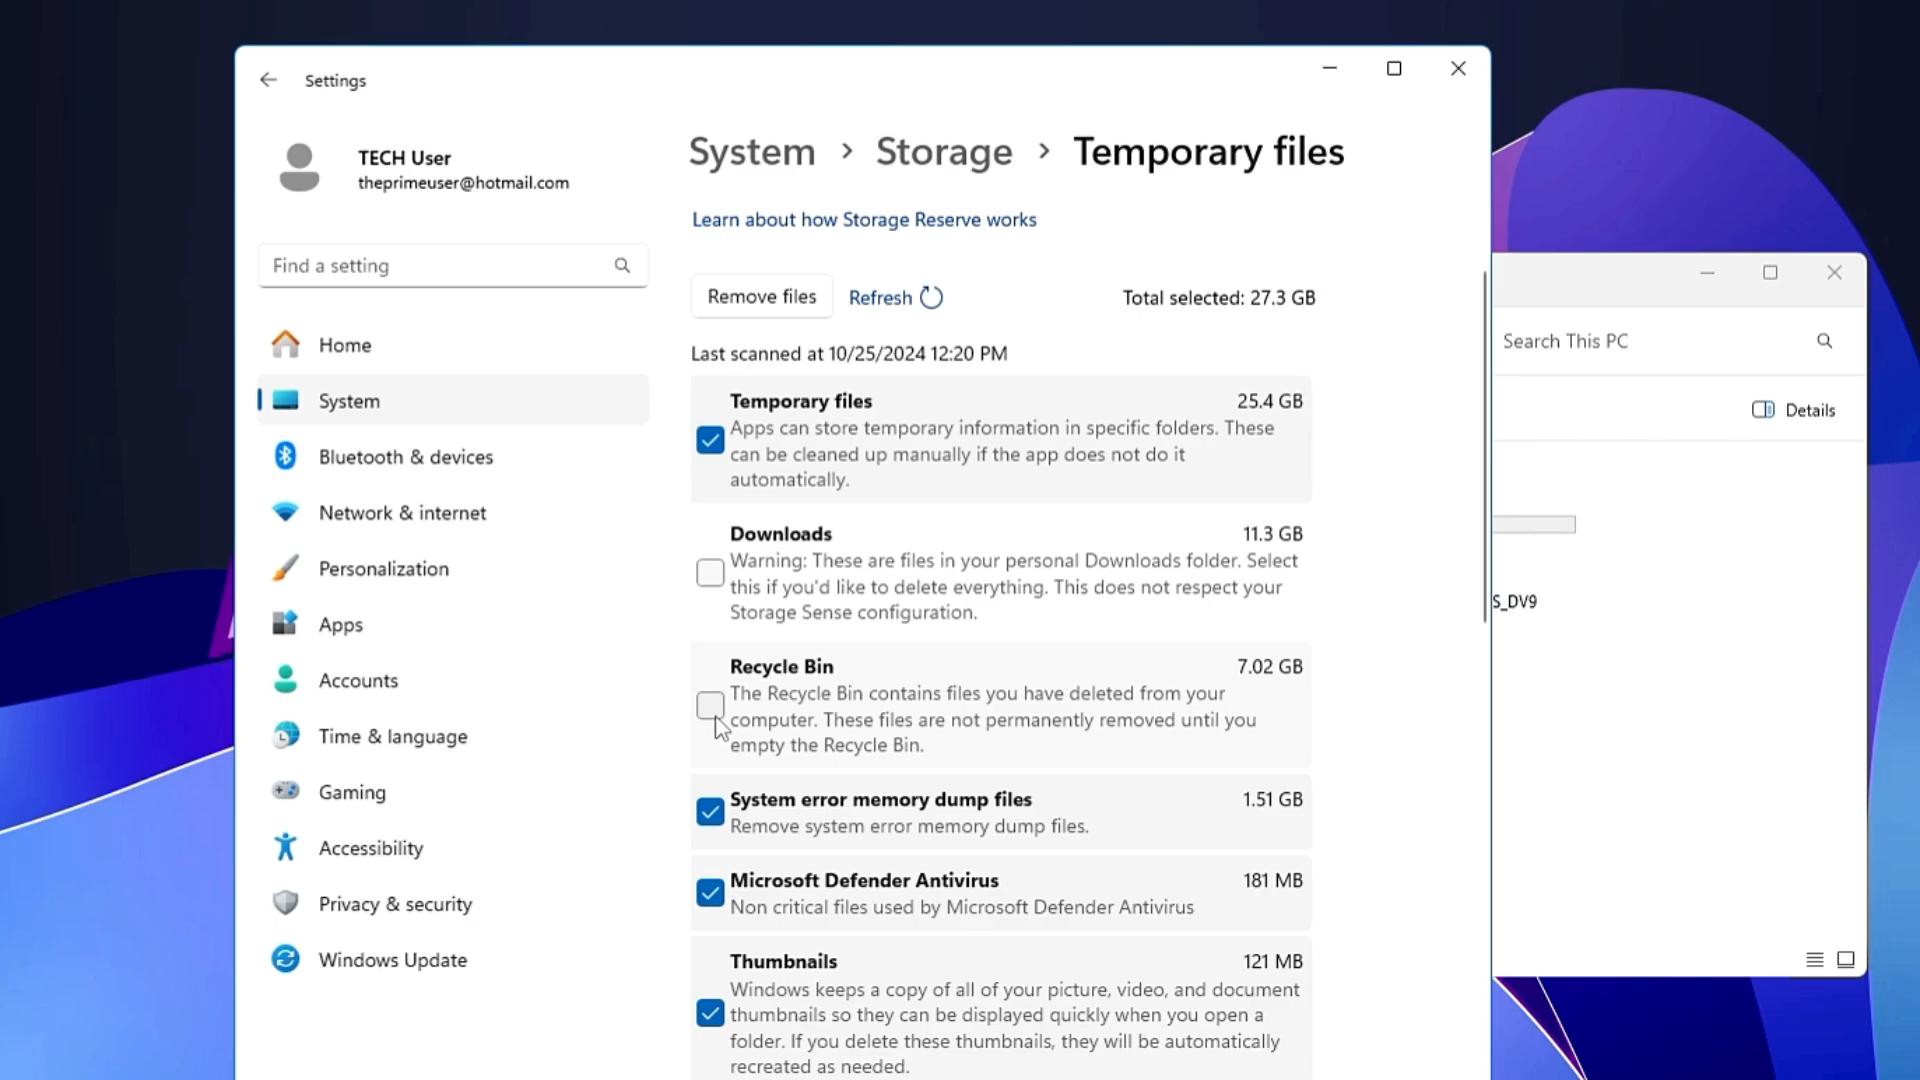 Settings
TECH User
theprimeuser@hotmail.com
Find a setting
Home
System
Bluetooth & devices
Network & internet
Personalization
Apps
Accounts
Time & language
Gaming
Accessibility
Privacy & security
Windows Update
System > Storage > Temporary files
Learn about how Storage Reserve works
Remove files Refresh Total selected: 27.3 GB
Last scanned at 10/25/2024 12:20 PM
Temporary files 25.4 GB
Apps can store temporary information in specific folders. These
can be cleaned up manually if the app does not do it
automatically.
Downloads 11.3 GB
Warning: These are files in your personal Downloads folder. Select
this if you'd like to delete everything. This does not respect your
Storage Sense configuration.
Recycle Bin 7.02 GB
The Recycle Bin contains files you have deleted from your
computer. These files are not permanently removed until you
empty the Recycle Bin.
System error memory dump files 1.51 GB
Remove system error memory dump files.
Microsoft Defender Antivirus 181 MB
Non critical files used by Microsoft Defender Antivirus
Thumbnails 121 MB
Windows keeps a copy of all of your picture, video, and document
thumbnails so they can be displayed quickly when you open a
folder. If you delete these thumbnails, they will be automatically
recreated as needed.
Search This PC
Details
S_DV9